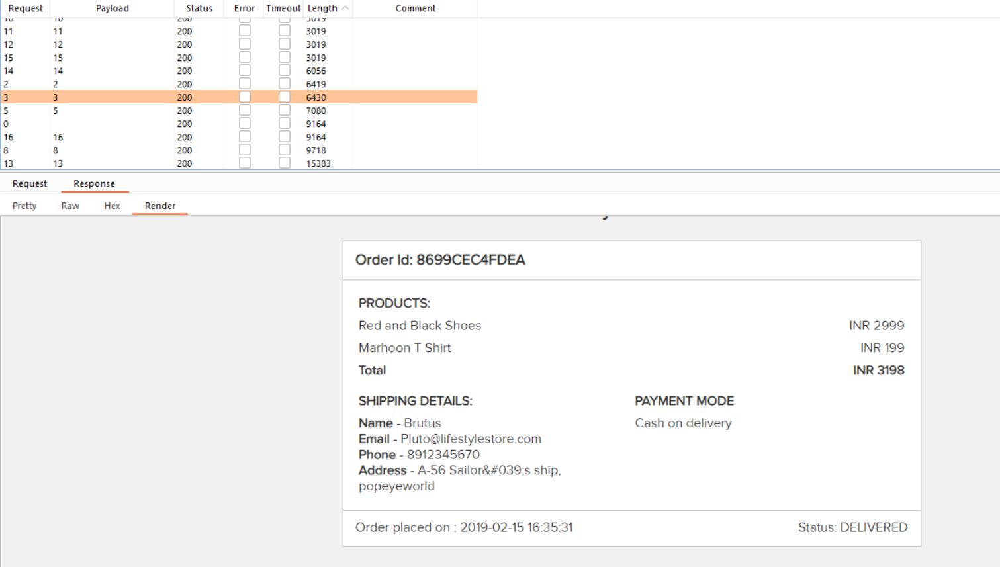 Request Payload Status Error Timeout Length Comment
10 10 200 3019
11 11 200 3019
12 12 200 3019
15 15 200 3019
14 14 200 6056
2 2 200 6419
3 3 200 6430
5 5 200 7080
0 200 9164
16 16 200 9164
8 8 200 9718
13 13 200 15383
Request Response
Pretty Raw Hex Render
Order Id: 8699CEC4FDEA
PRODUCTS:
Red and Black Shoes INR 2999
Marhoon T Shirt INR 199
Total INR 3198
SHIPPING DETAILS: PAYMENT MODE
Name - Brutus Cash on delivery
Email - Pluto@lifestylestore.com
Phone - 8912345670
Address - A-56 Sailor&#039;s ship,
popeyeworld
Order placed on : 2019-02-15 16:35:31 Status: DELIVERED